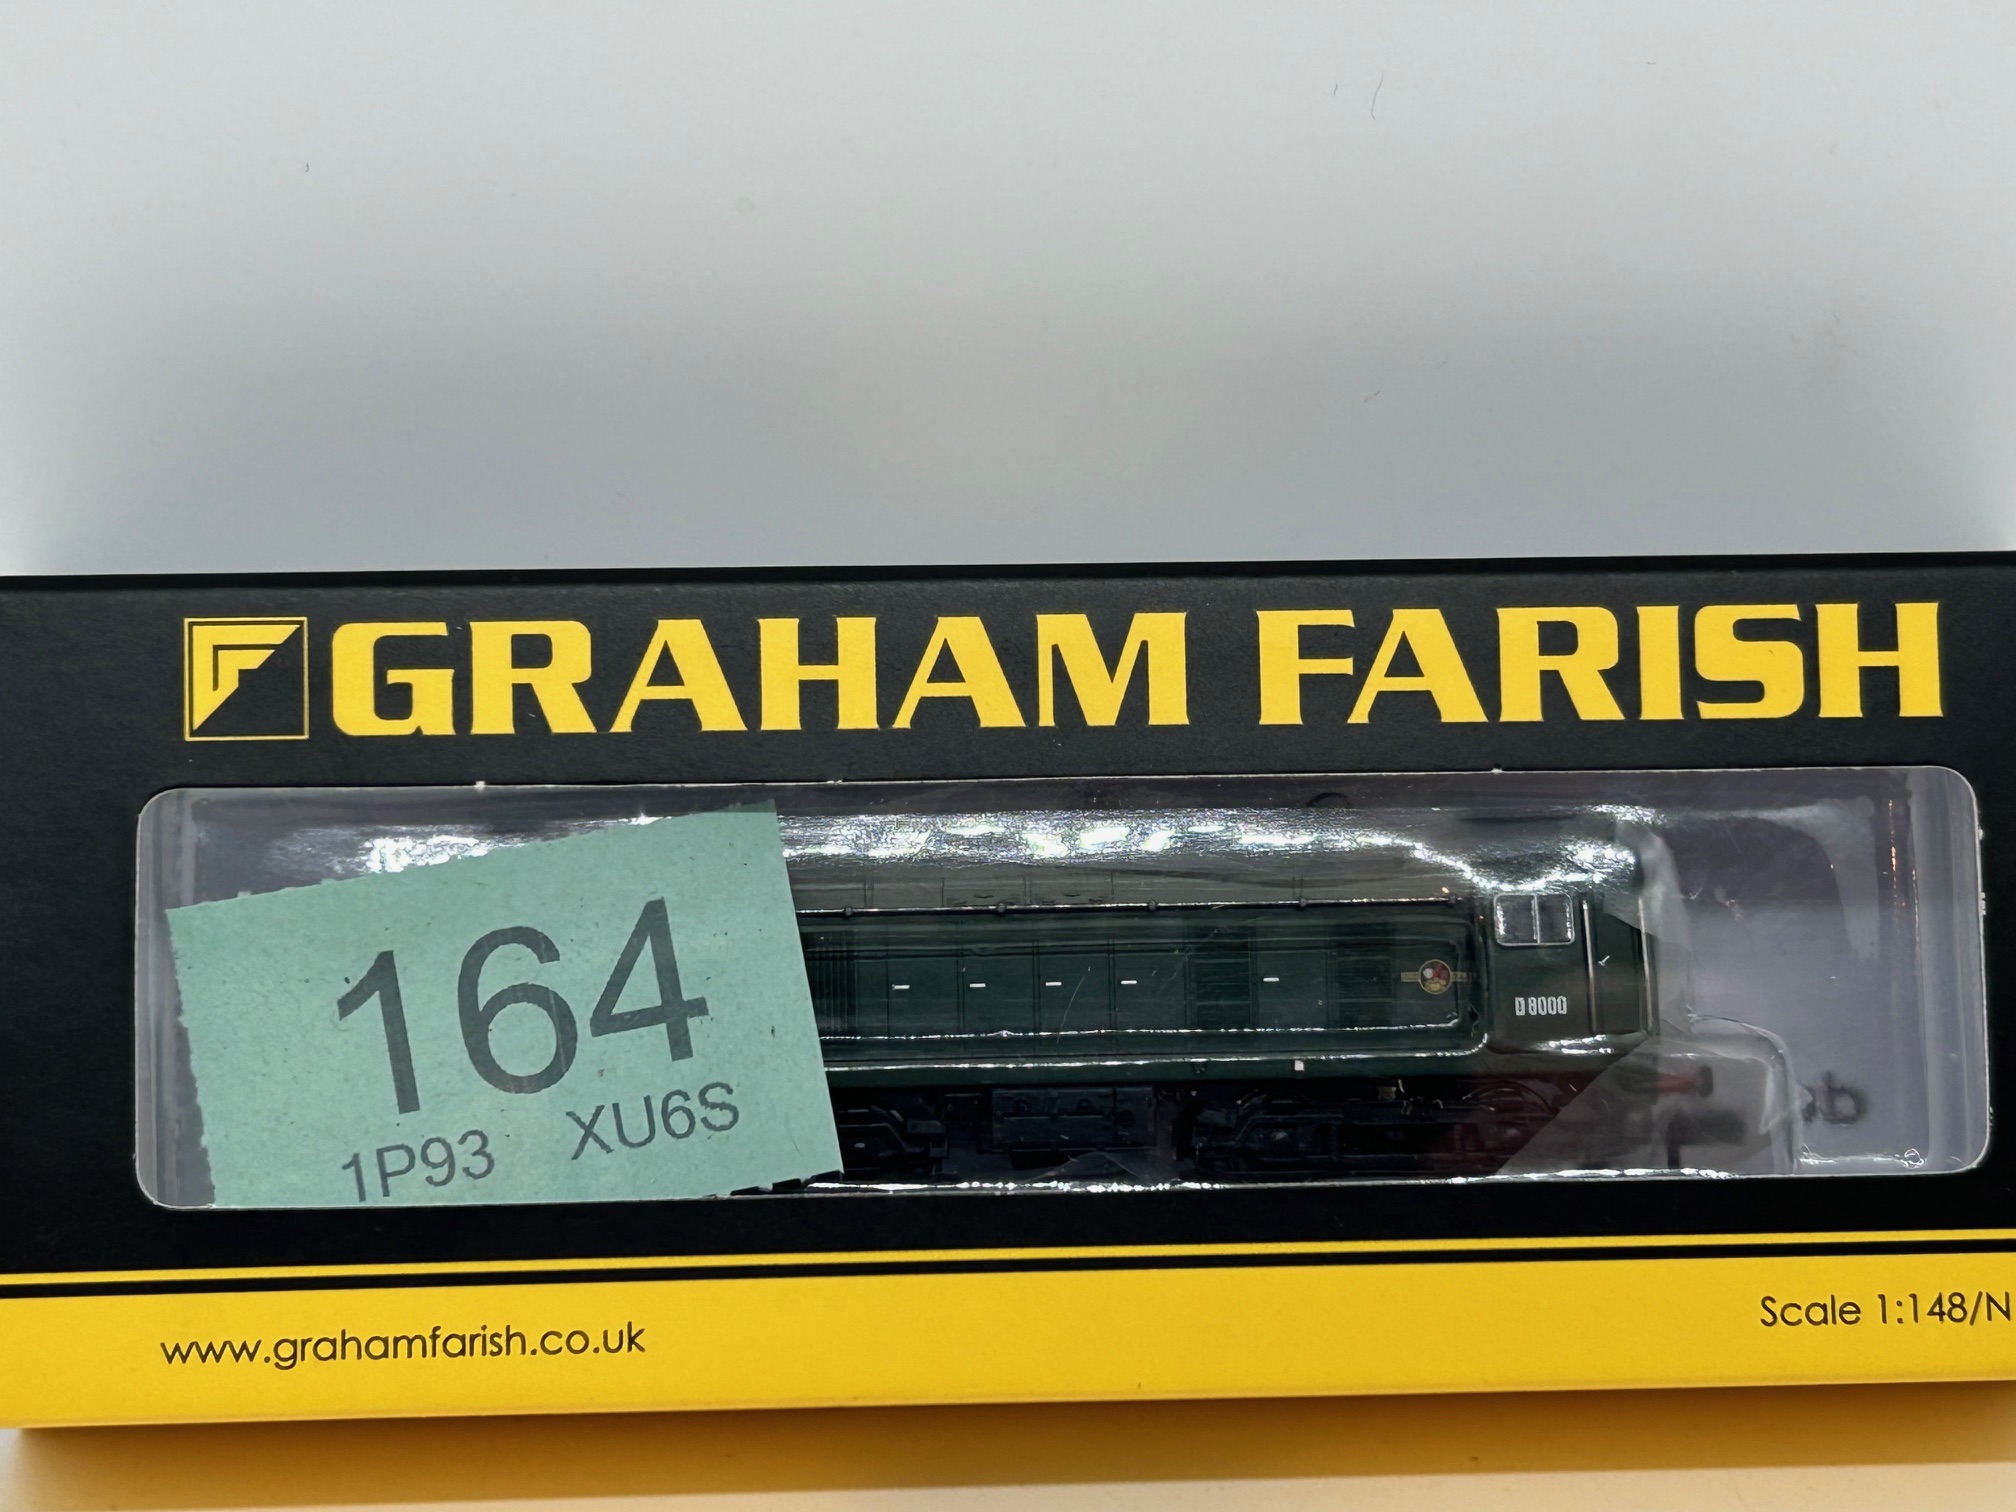 GRAHAM FARISH
164
1P93 XU6S
D8000
www.grahamfarish.co.uk
Scale 1:148/N